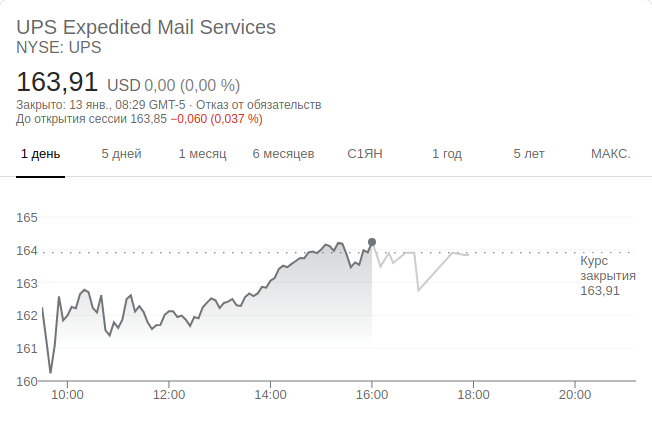 UPS Expedited Mail Services
NYSE: UPS
163,91 USD 0,00 (0,00 %)
Закрыто: 13 янв., 08:29 GMT-5 · Отказ от обязательств
До открытия сессии 163,85 −0,060 (0,037 %)
1 день 5 дней 1 месяц 6 месяцев С1ЯН 1 год 5 лет МАКС.
165
164
163
162
161
160
Курс
закрытия
163,91
10:00 12:00 14:00 16:00 18:00 20:00